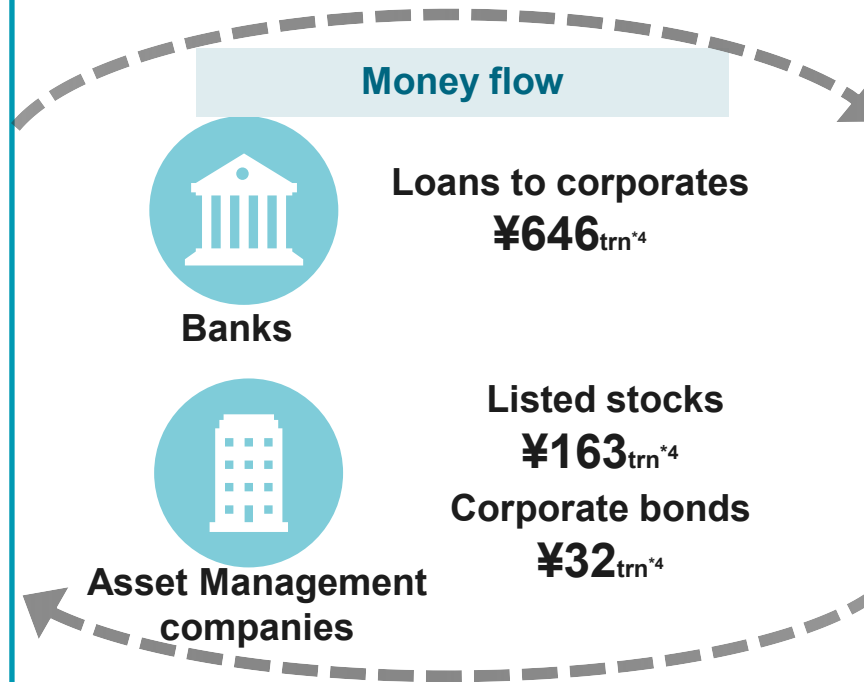 Money flow
Loans to corporates
¥646trn*4
Banks
Listed stocks
¥163trn*4
Corporate bonds
¥32trn*4
Asset Management
companies